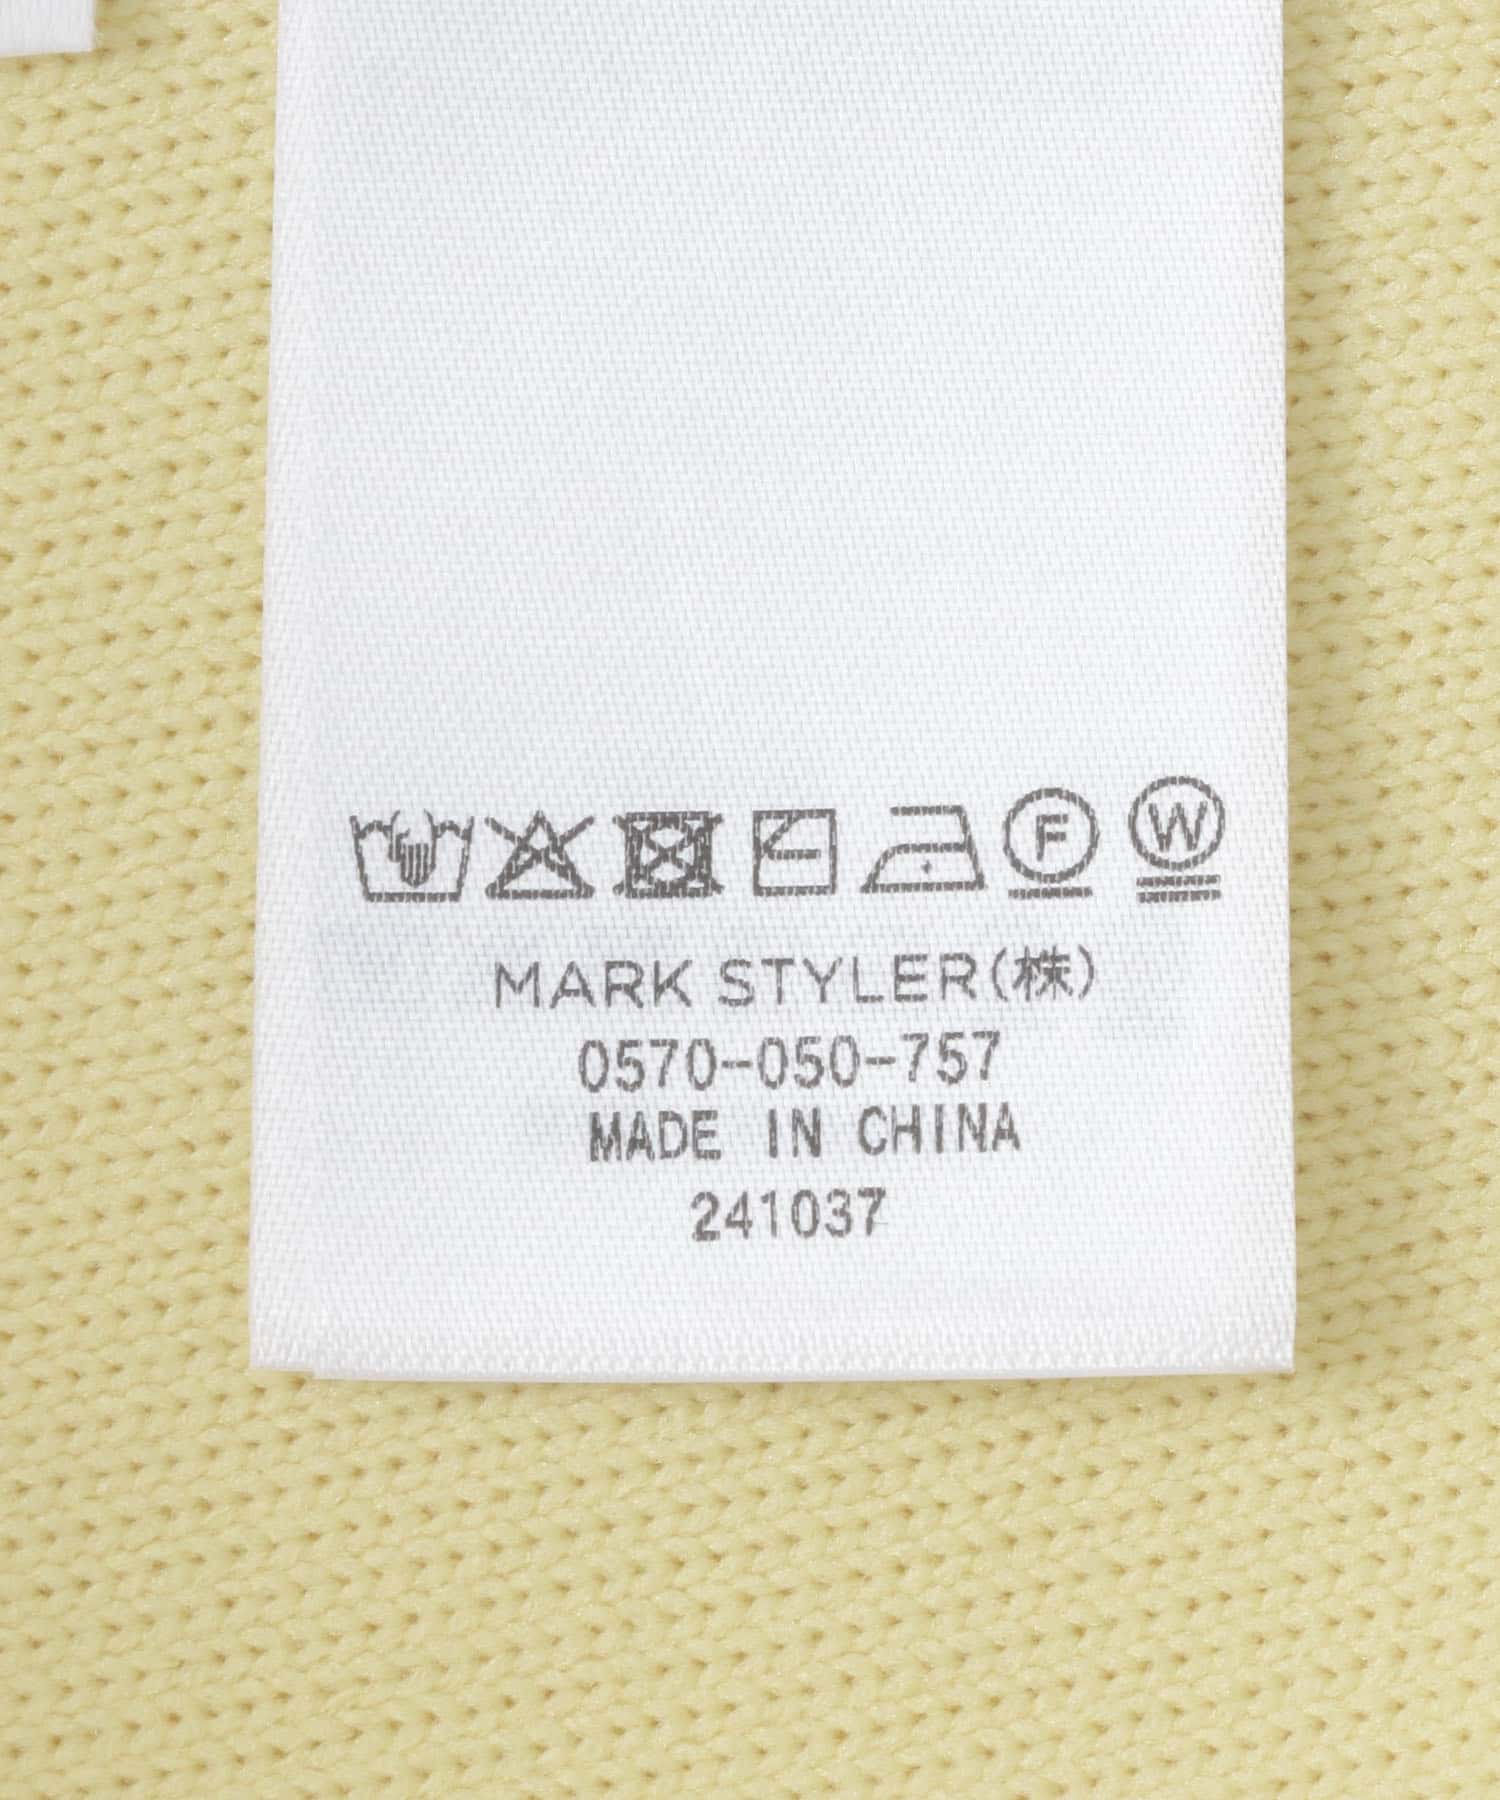 F W
MARK STYLER(株)
0570-050-757
MADE IN CHINA
241037